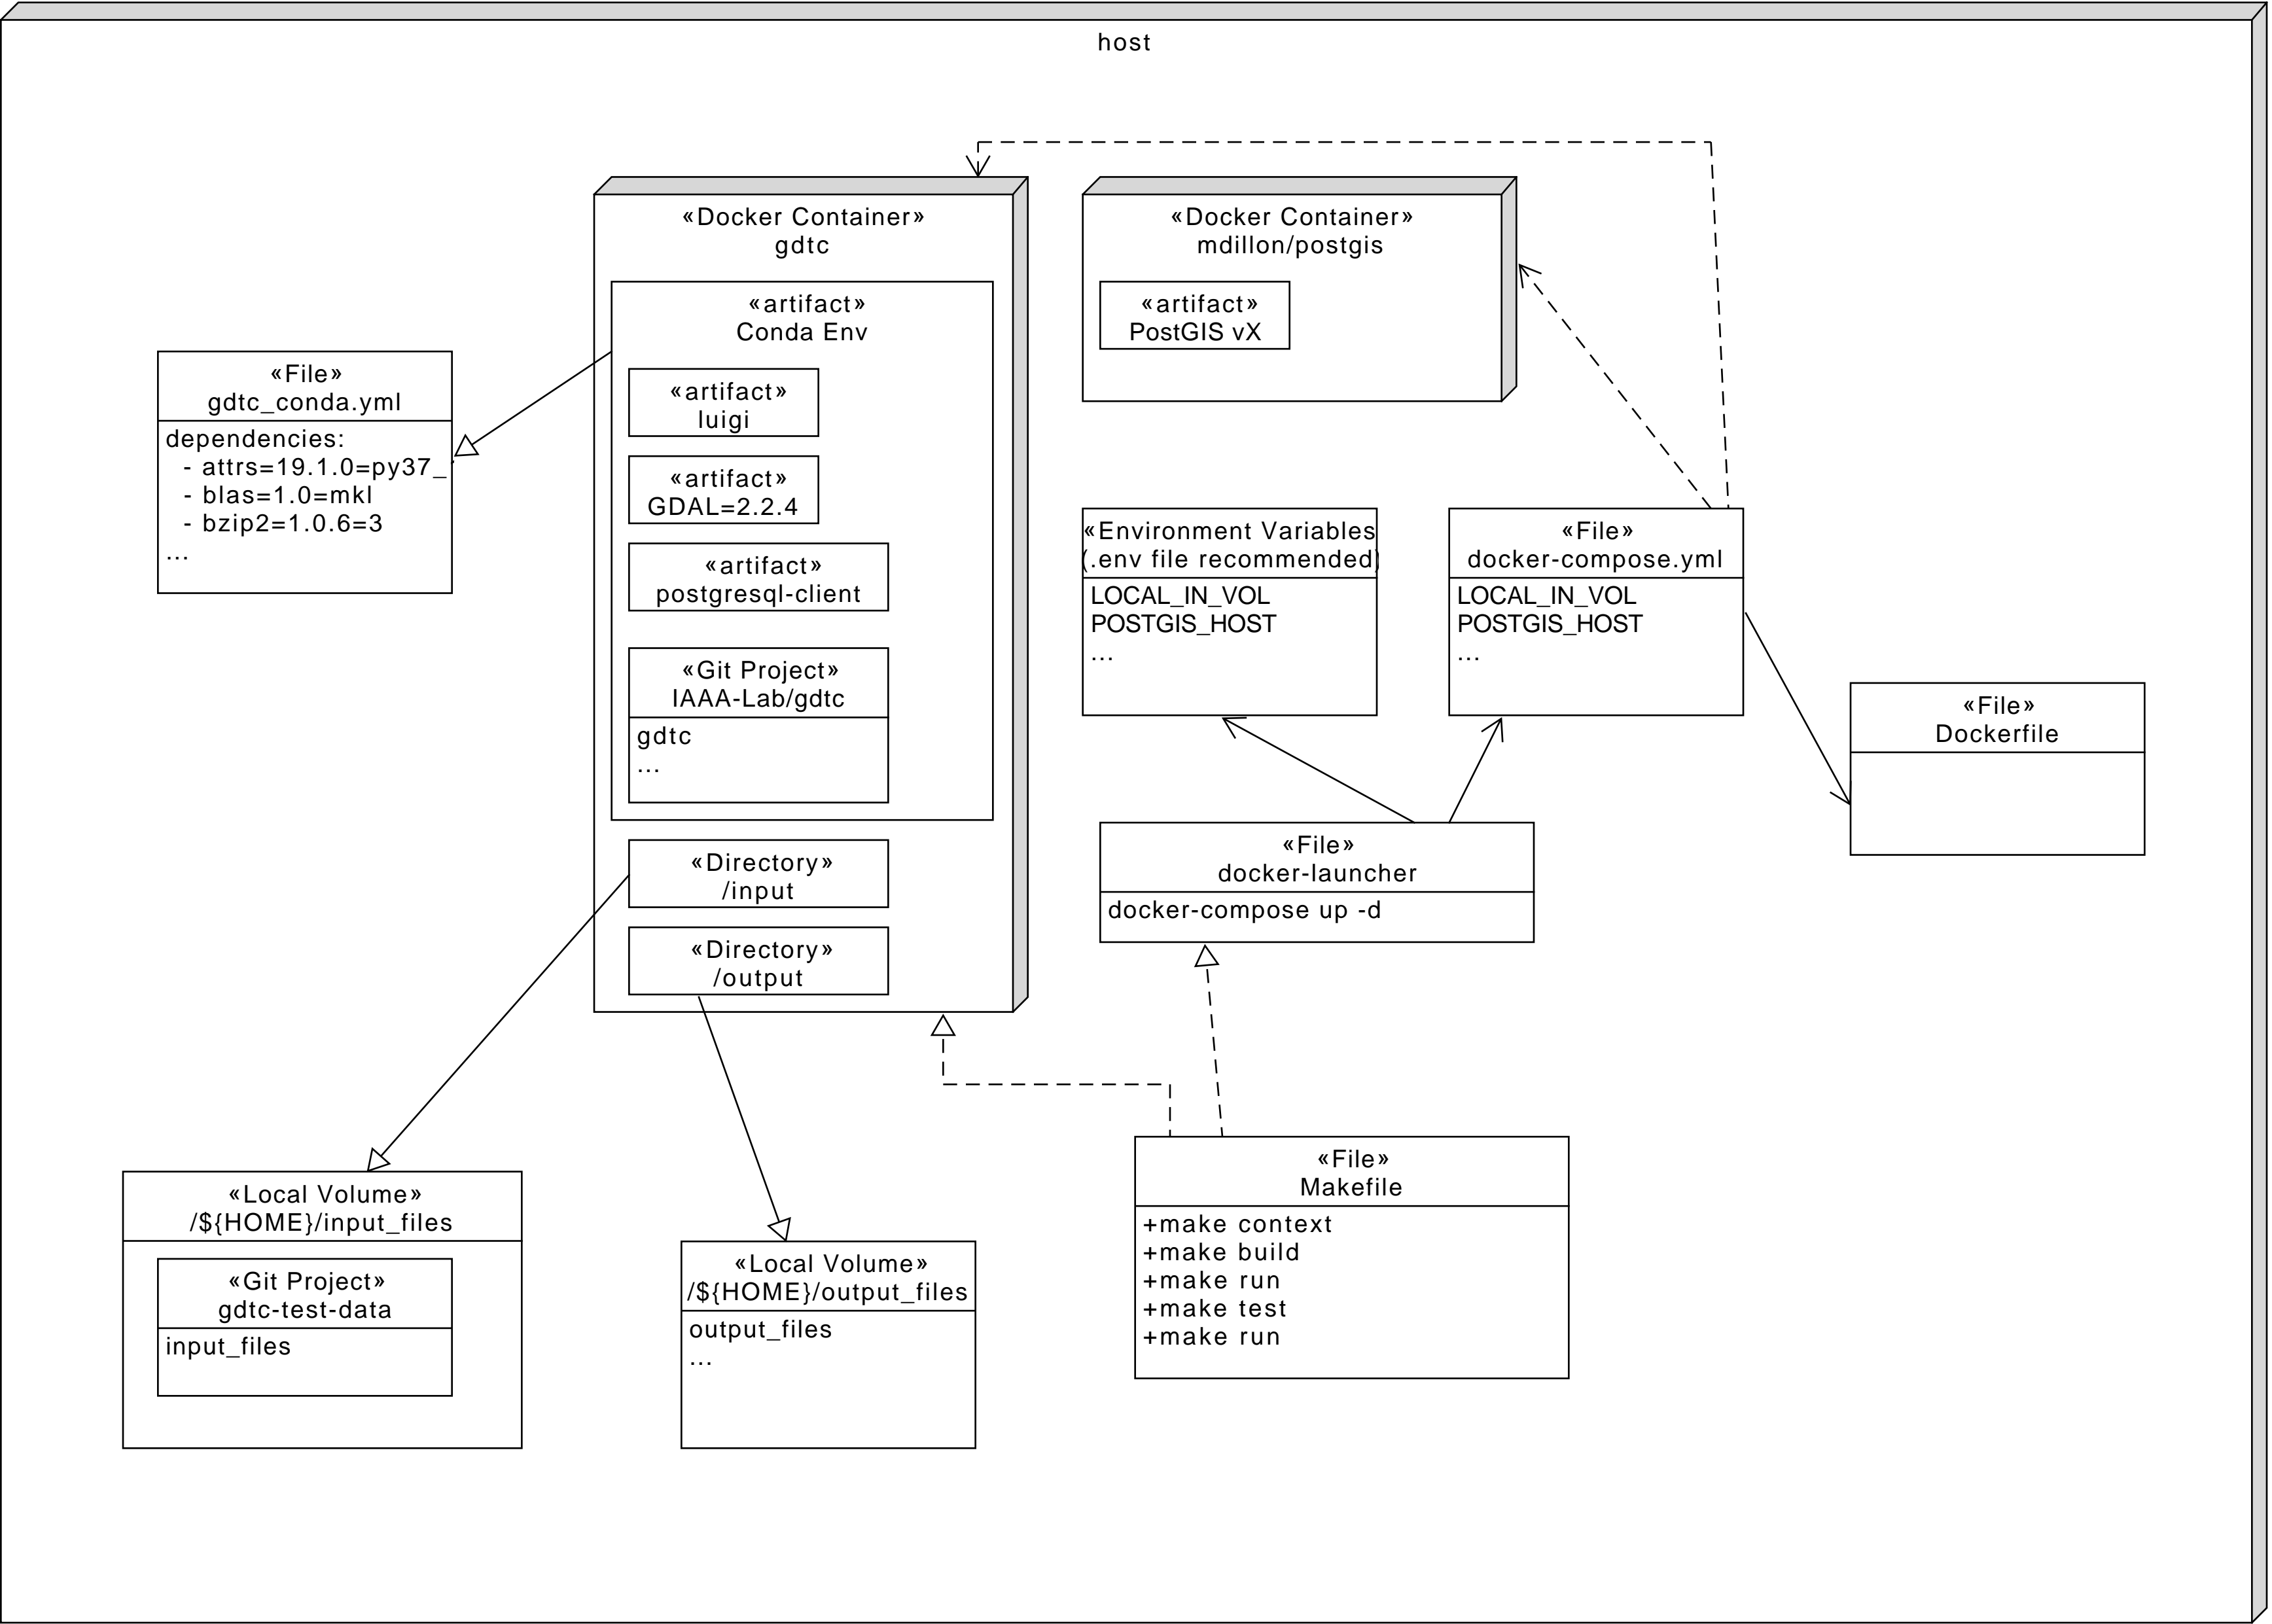 host
«Docker Container»
gdtc
«artifact»
Conda Env
«artifact»
luigi
«artifact»
GDAL=2.2.4
«artifact»
postgresql-client
«Git Project»
IAAA-Lab/gdtc
gdtc
...
«Directory»
/input
«Directory»
/output
«Docker Container»
mdillon/postgis
«artifact»
PostGIS vX
«File»
gdtc_conda.yml
dependencies:
- attrs=19.1.0=py37_
- blas=1.0=mkl
- bzip2=1.0.6=3
...
«Environment Variables
(.env file recommended)
LOCAL_IN_VOL
POSTGIS_HOST
...
«File»
docker-compose.yml
LOCAL_IN_VOL
POSTGIS_HOST
...
«File»
Dockerfile
«File»
docker-launcher
docker-compose up -d
«Local Volume»
/${HOME}/input_files
«Git Project»
gdtc-test-data
input_files
«Local Volume»
/${HOME}/output_files
output_files
...
«File»
Makefile
+make context
+make build
+make run
+make test
+make run